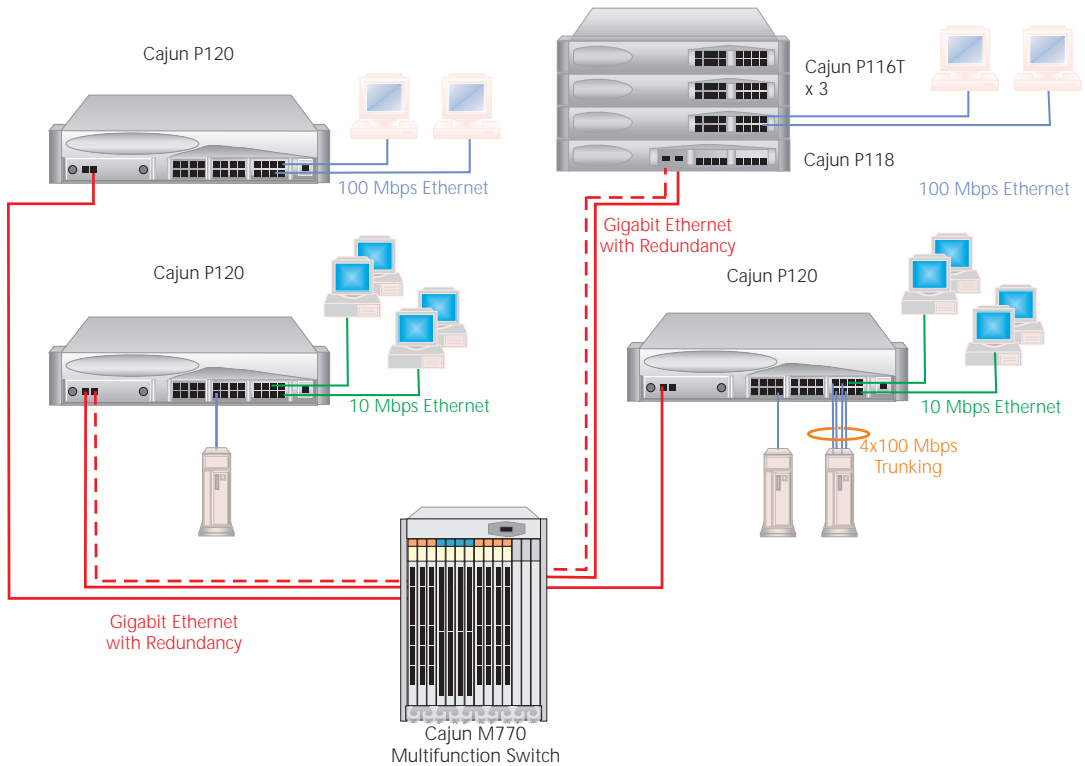 Cajun P120
100 Mbps Ethernet
Cajun P116T
x 3
Cajun P118
100 Mbps Ethernet
Gigabit Ethernet
with Redundancy
Cajun P120
10 Mbps Ethernet
Cajun P120
10 Mbps Ethernet
4x100 Mbps
Trunking
Gigabit Ethernet
with Redundancy
Cajun M770
Multifunction Switch